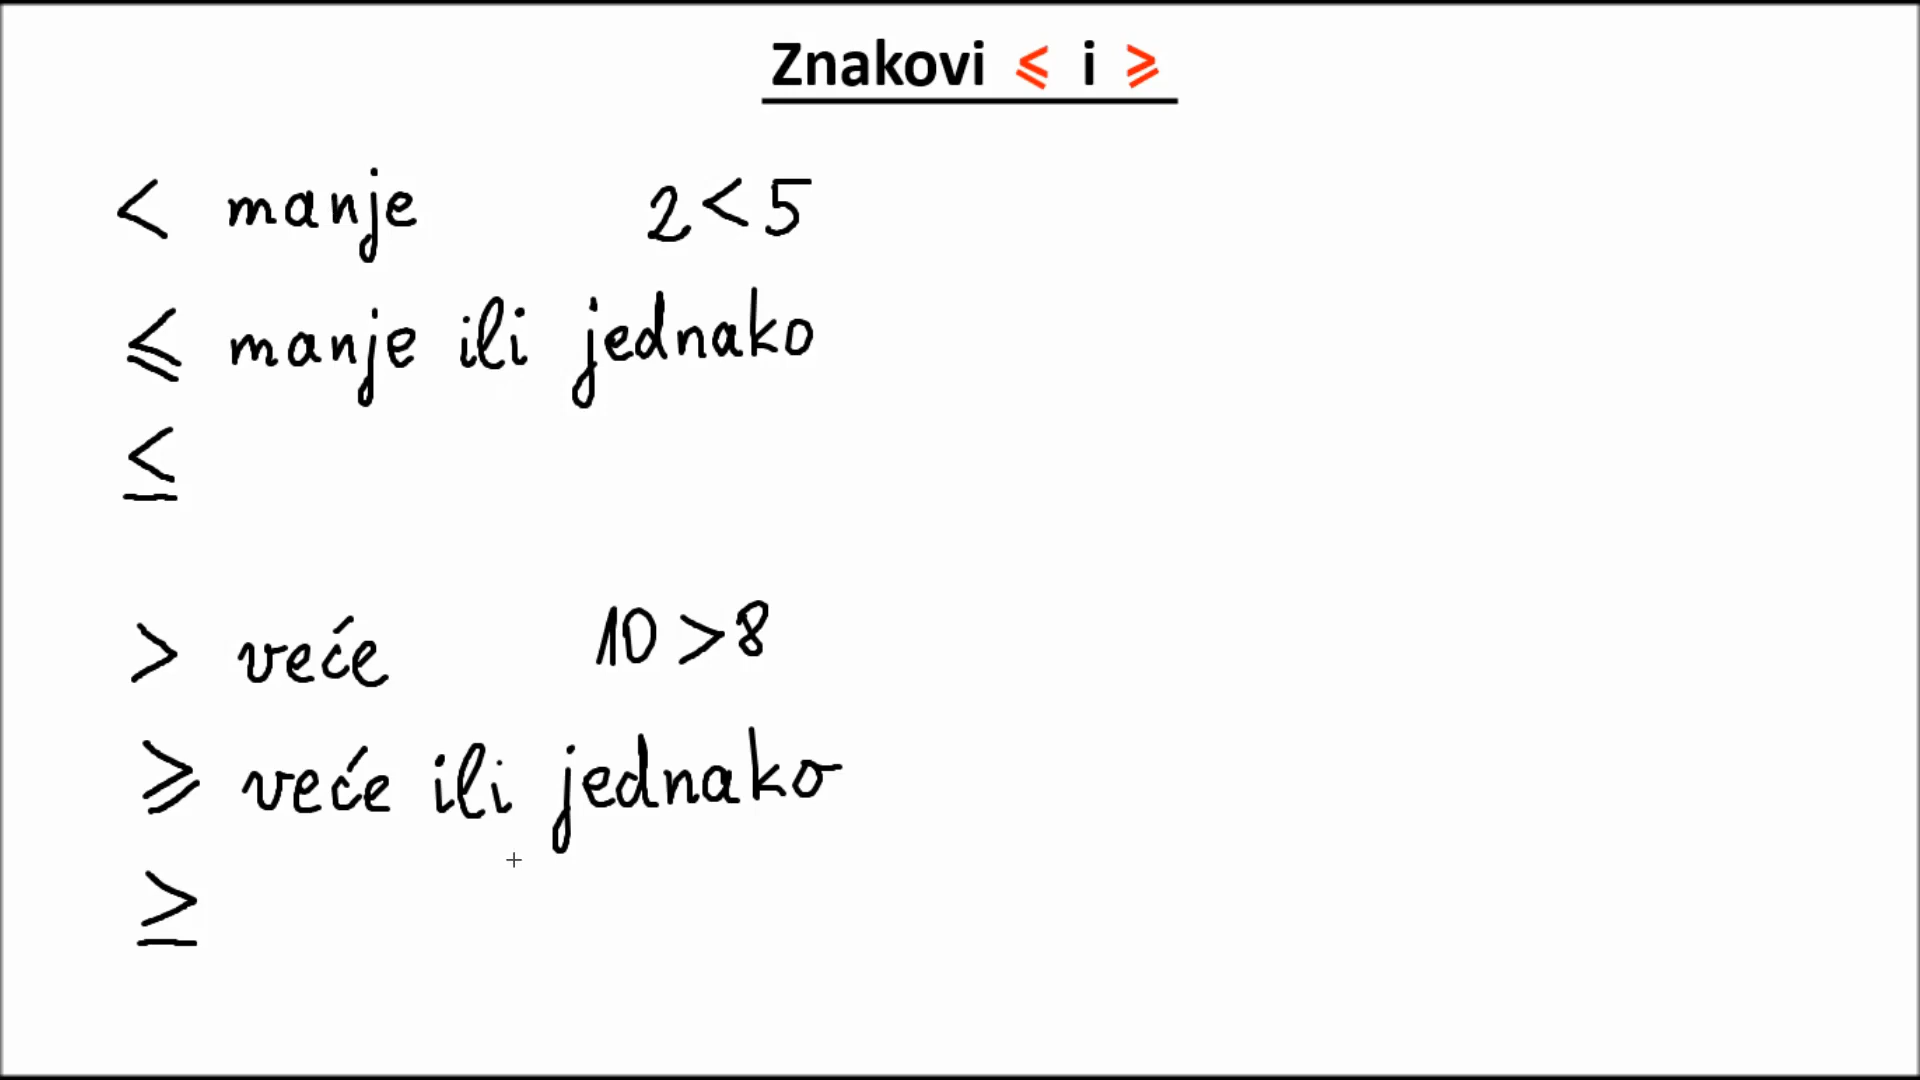 Znakovi ⩽ i ⩾
< manje 2 < 5
⩽ manje ili jednako
≤
> veće 10 > 8
⩾ veće ili jednako
≥